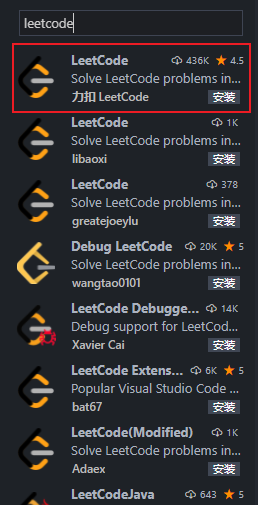 leetcode
LeetCode 436K ★ 4.5
Solve LeetCode problems in...
力扣 LeetCode 安装
LeetCode 1K
Solve LeetCode problems in...
libaoxi 安装
LeetCode 378
Solve LeetCode problems in...
greatejoeylu 安装
Debug LeetCode 20K ★ 5
Solve LeetCode problems in...
wangtao0101 安装
LeetCode Debugge... 14K
Debug support for LeetCod...
Xavier Cai 安装
LeetCode Exten... 6K ★ 5
Popular Visual Studio Code ...
bat67 安装
LeetCode(Modified) 1K
Solve LeetCode problems in...
Adaex 安装
LeetCodeJava 643 ★ 5